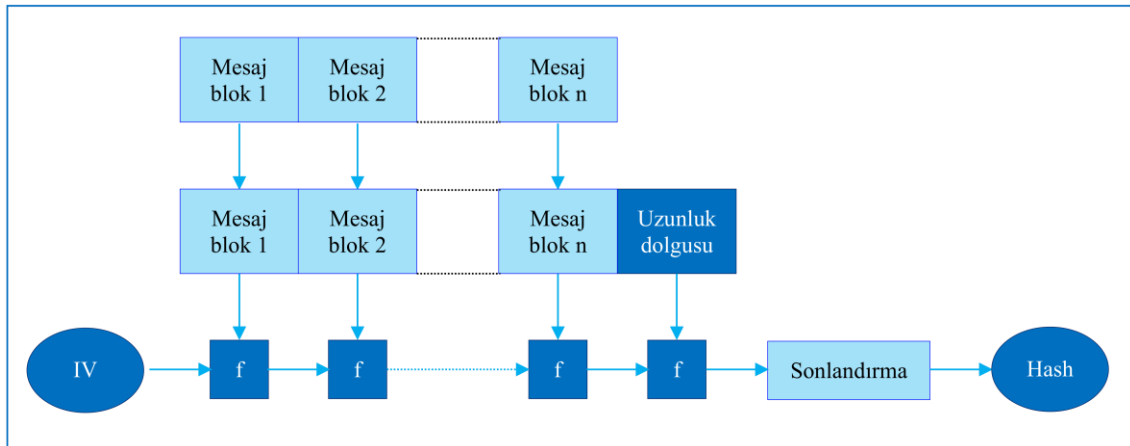 Mesaj
blok 1
Mesaj
blok 2
Mesaj
blok n
Mesaj
blok 1
Mesaj
blok 2
Mesaj
blok n
Uzunluk
dolgusu
IV
f
f
f
f
Sonlandırma
Hash